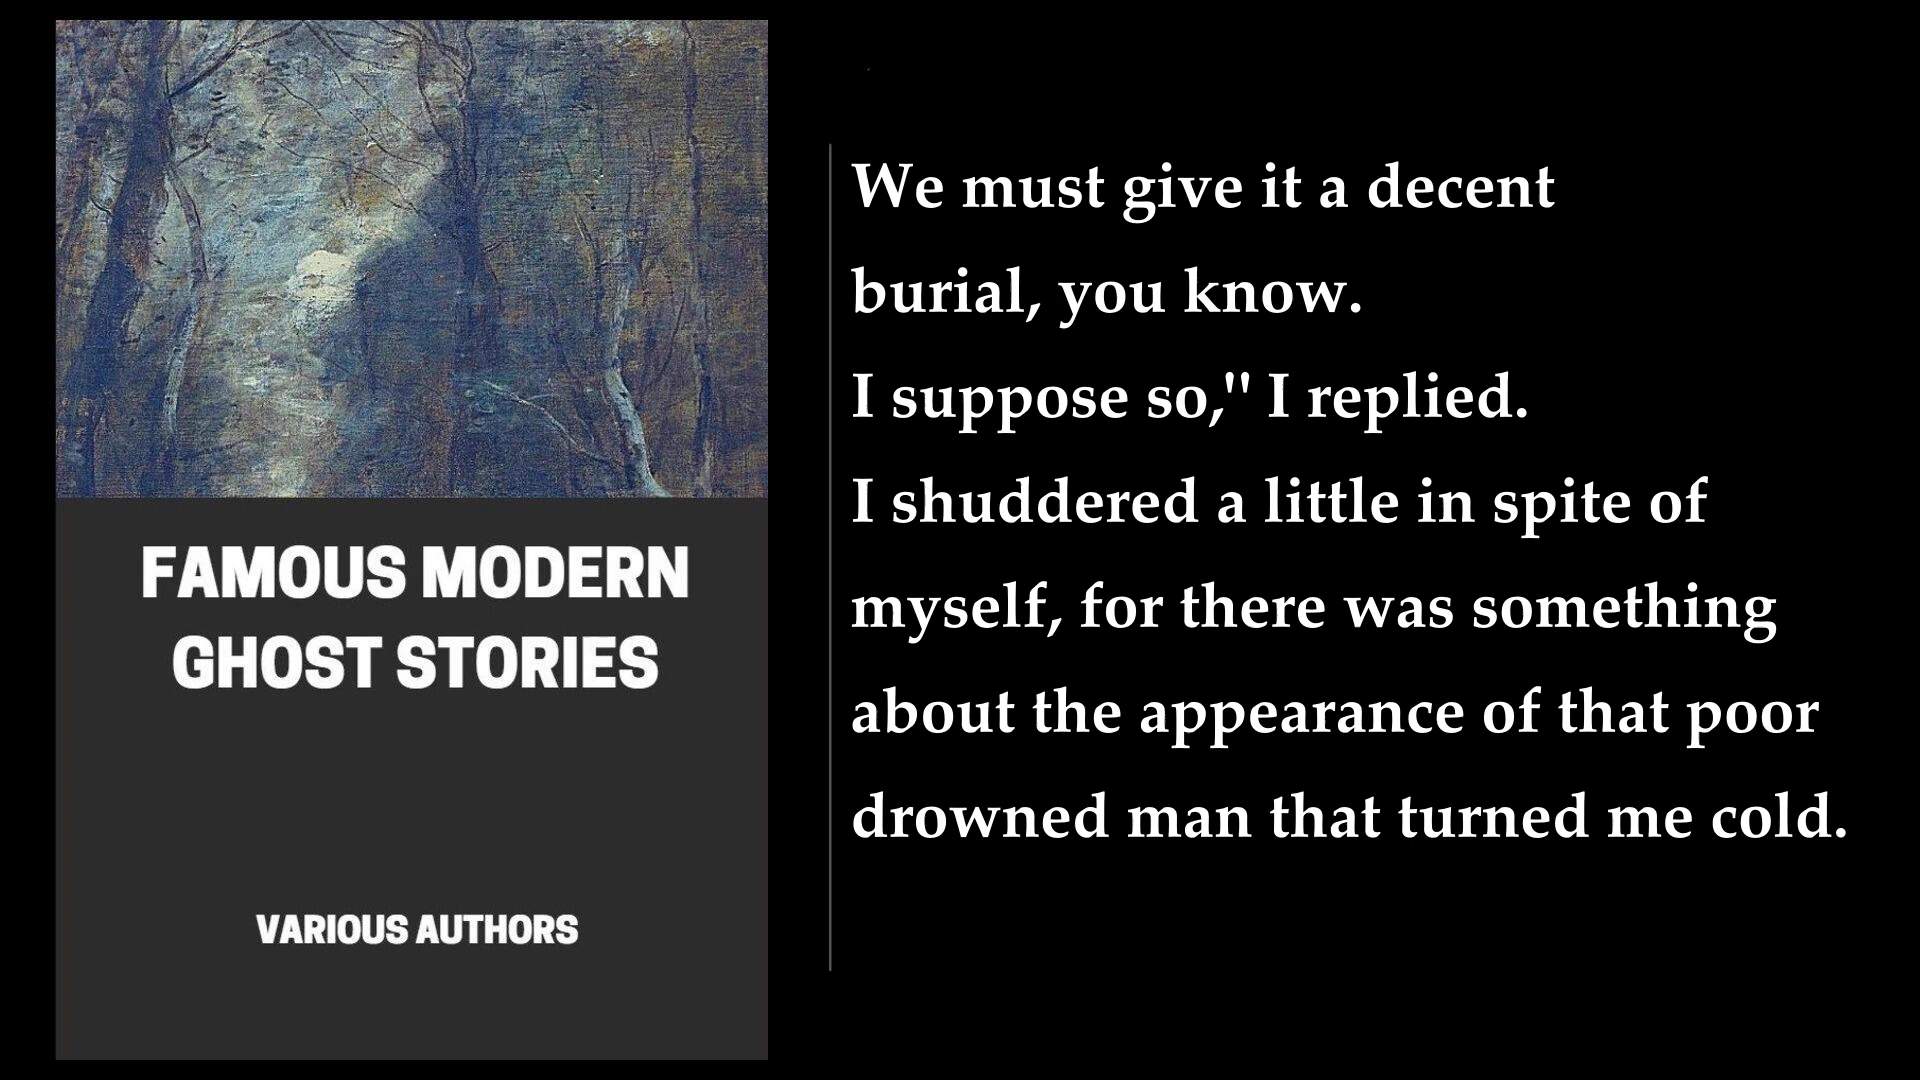 FAMOUS MODERN
GHOST STORIES
VARIOUS AUTHORS
We must give it a decent
burial, you know.
I suppose so," I replied.
I shuddered a little in spite of
myself, for there was something
about the appearance of that poor
drowned man that turned me cold.